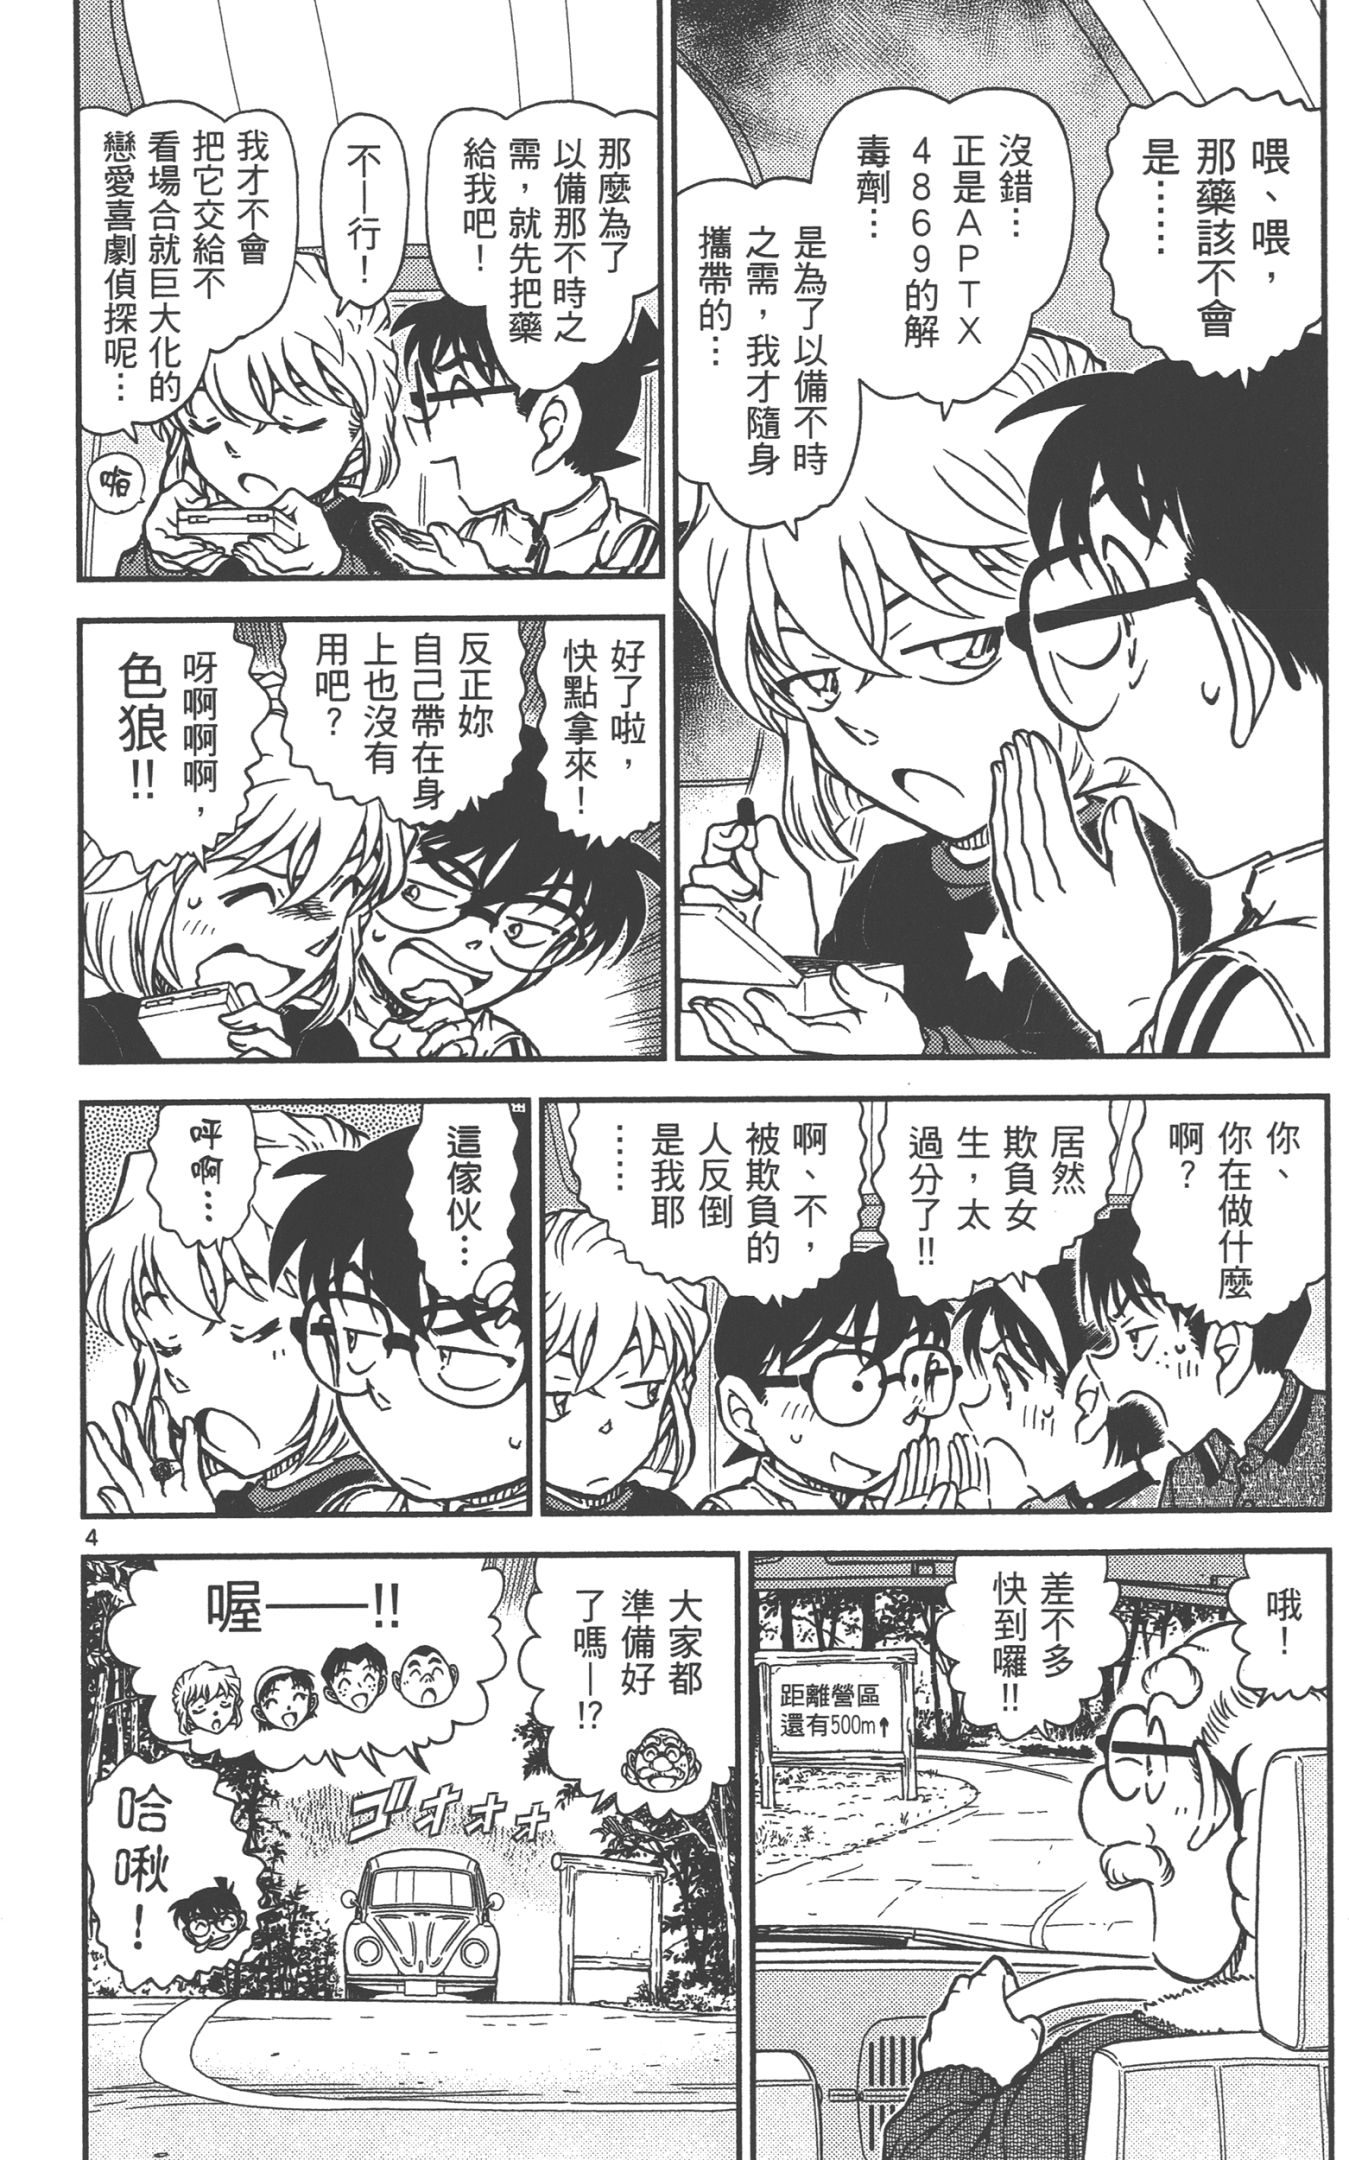 喂、喂，
那藥該不會
是……
沒錯…
正是APTX
4869的解
毒劑…
是為了以備不時
之需，我才隨身
攜帶的…
那麼為了
以備那不時之
需，就先把藥
給我吧！
不—行！
我才不會
把它交給不
看場合就巨大化的
戀愛喜劇偵探呢…
啪
好了啦，
快點拿來！
反正妳
自己帶在身
上也沒有
用吧？
呀啊啊啊，
色狼!!
你、
你在做什麼
啊？
居然
欺負女
生，太
過分了!!
啊、不，
被欺負的
人反倒
是我耶
……
這傢伙…
呼啊…
4
哦！
差不多
快到囉!!
距離營區
還有500m↑
大家都
準備好
了嗎—!?
喔——!!
哈
啾！
ゴオォォ